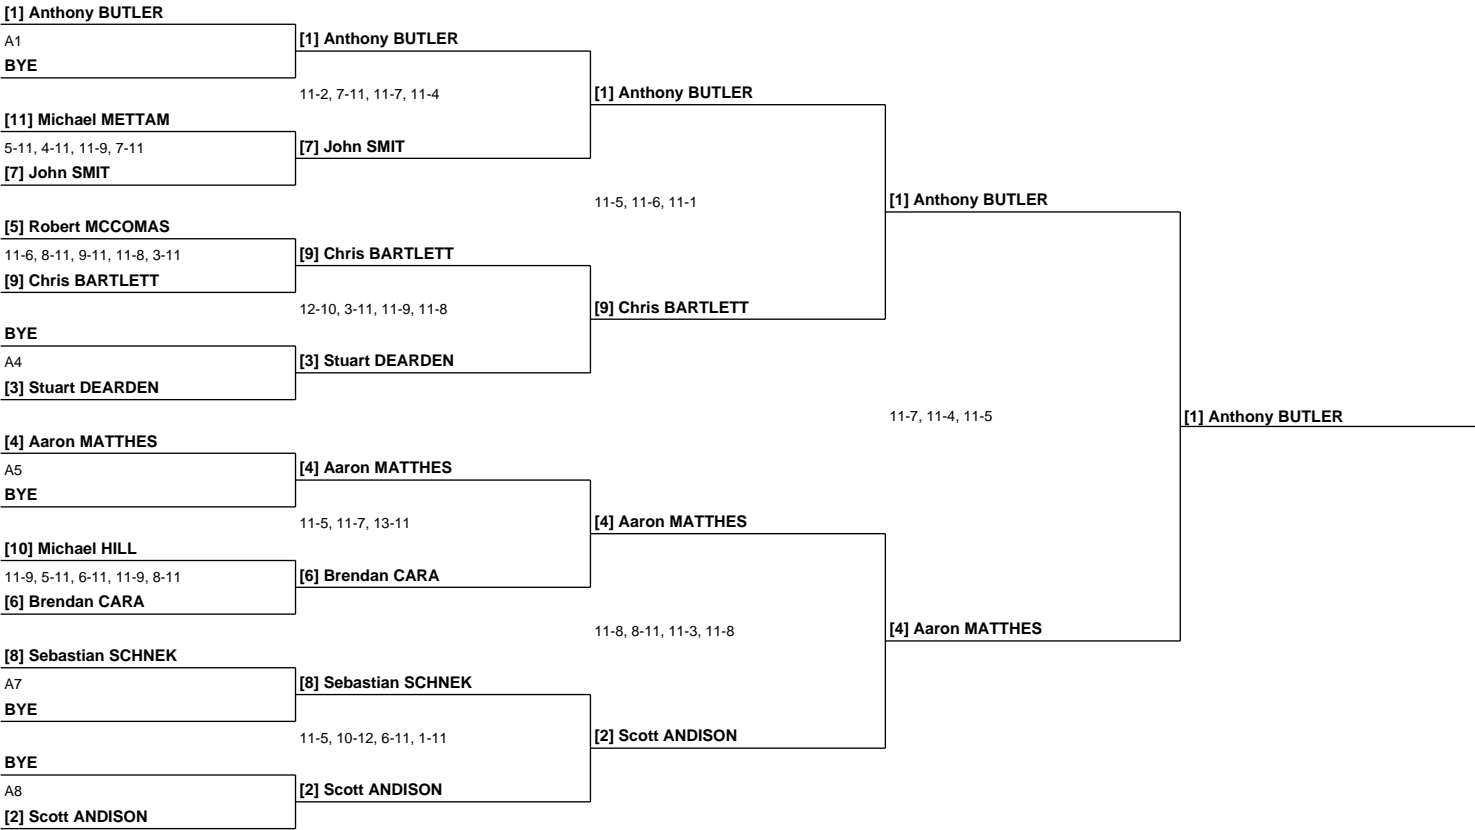 [1] Anthony BUTLER
A1
BYE
[11] Michael METTAM
5-11, 4-11, 11-9, 7-11
[7] John SMIT
[5] Robert MCCOMAS
11-6, 8-11, 9-11, 11-8, 3-11
[9] Chris BARTLETT
BYE
A4
[3] Stuart DEARDEN
[4] Aaron MATTHES
A5
BYE
[10] Michael HILL
11-9, 5-11, 6-11, 11-9, 8-11
[6] Brendan CARA
[8] Sebastian SCHNEK
A7
BYE
BYE
A8
[2] Scott ANDISON
[1] Anthony BUTLER
11-2, 7-11, 11-7, 11-4
[7] John SMIT
[9] Chris BARTLETT
12-10, 3-11, 11-9, 11-8
[3] Stuart DEARDEN
[4] Aaron MATTHES
11-5, 11-7, 13-11
[6] Brendan CARA
[8] Sebastian SCHNEK
11-5, 10-12, 6-11, 1-11
[2] Scott ANDISON
[1] Anthony BUTLER
11-5, 11-6, 11-1
[9] Chris BARTLETT
[4] Aaron MATTHES
11-8, 8-11, 11-3, 11-8
[2] Scott ANDISON
[1] Anthony BUTLER
11-7, 11-4, 11-5
[4] Aaron MATTHES
[1] Anthony BUTLER